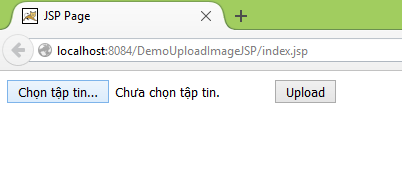 JSP Page
localhost:8084/DemoUploadImageJSP/index.jsp
Chọn tập tin... Chưa chọn tập tin. Upload